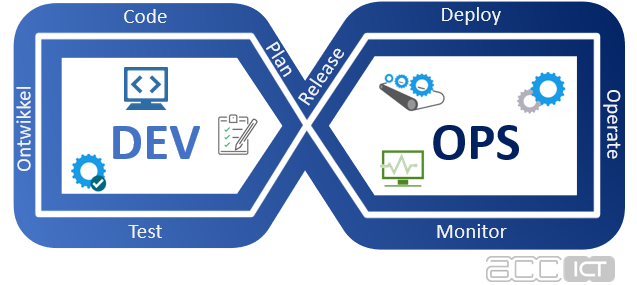 Code
Deploy
Plan
Release
Ontwikkel
DEV
OPS
Operate
Test
Monitor
ACC ICT